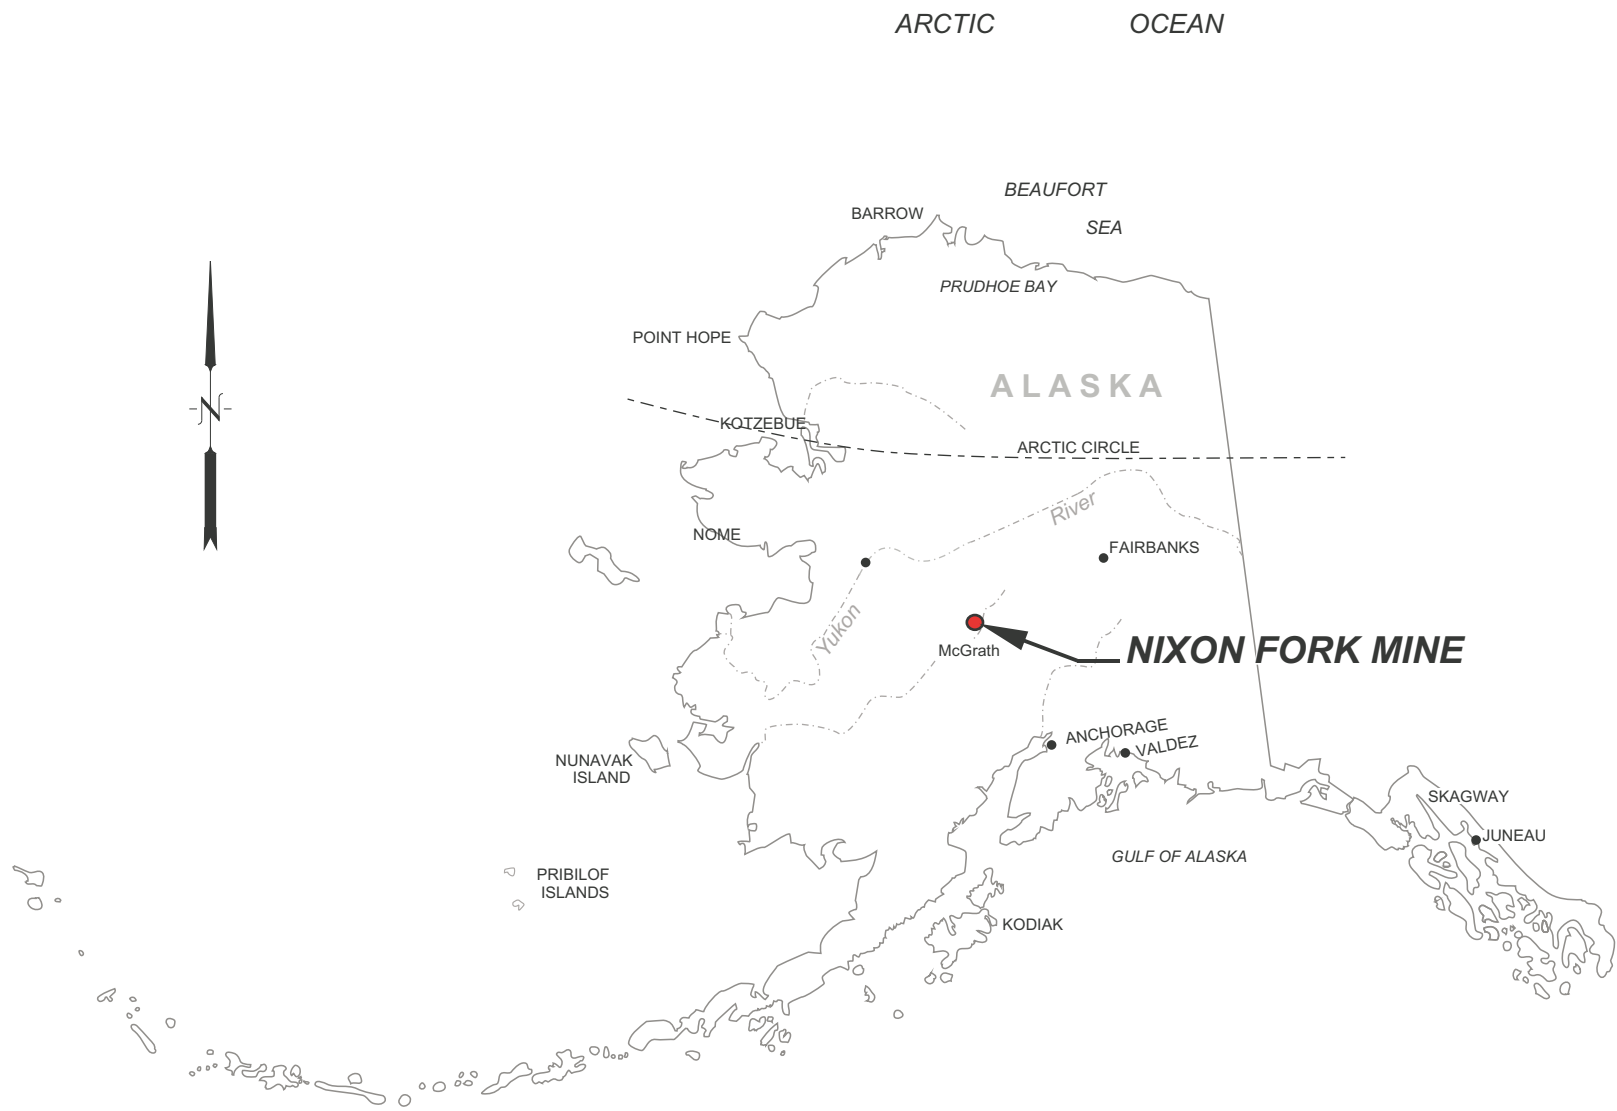 ARCTIC OCEAN
BEAUFORT
SEA
BARROW
PRUDHOE BAY
POINT HOPE
ALASKA
N
KOTZEBUE
ARCTIC CIRCLE
River
NOME
FAIRBANKS
Yukon
McGrath
NIXON FORK MINE
ANCHORAGE
VALDEZ
NUNAVAK
ISLAND
SKAGWAY
JUNEAU
GULF OF ALASKA
PRIBILOF
ISLANDS
KODIAK